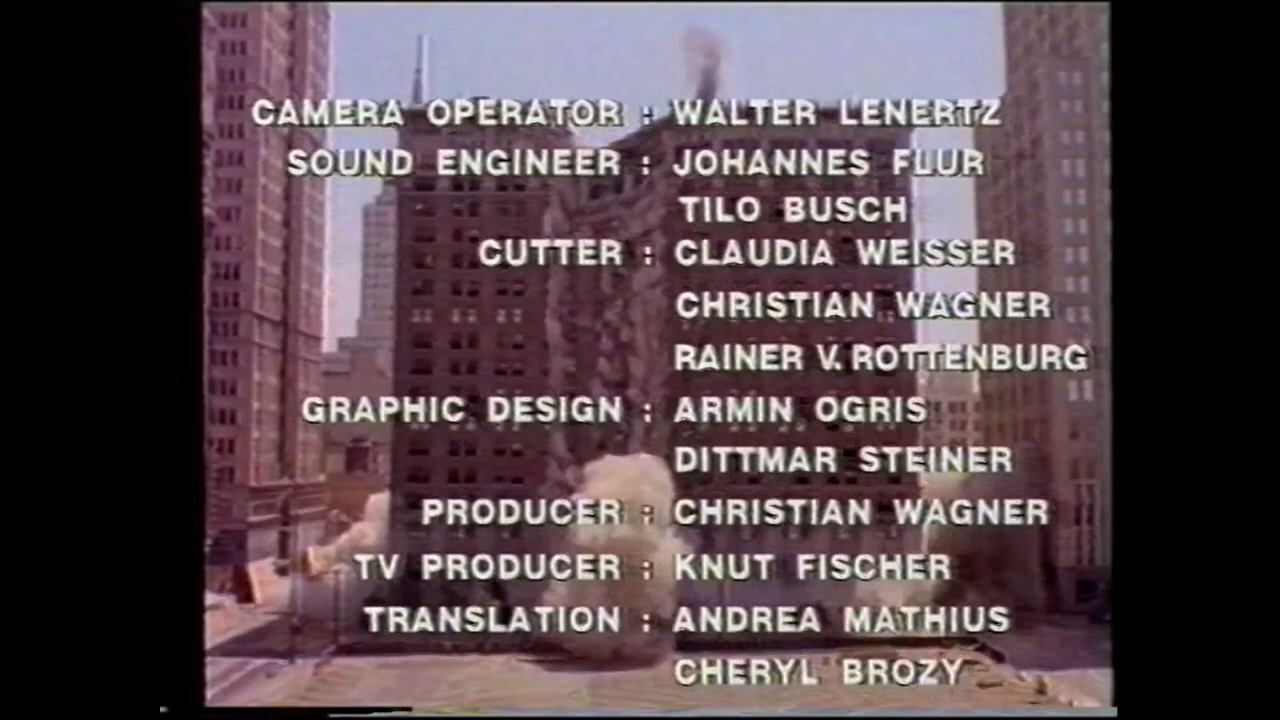 CAMERA OPERATOR : WALTER LENERTZ
SOUND ENGINEER : JOHANNES FLUR
TILO BUSCH
CUTTER : CLAUDIA WEISSER
CHRISTIAN WAGNER
RAINER V. ROTTENBURG
GRAPHIC DESIGN : ARMIN OGRIS
DITTMAR STEINER
PRODUCER : CHRISTIAN WAGNER
TV PRODUCER : KNUT FISCHER
TRANSLATION : ANDREA MATHIUS
CHERYL BROZY